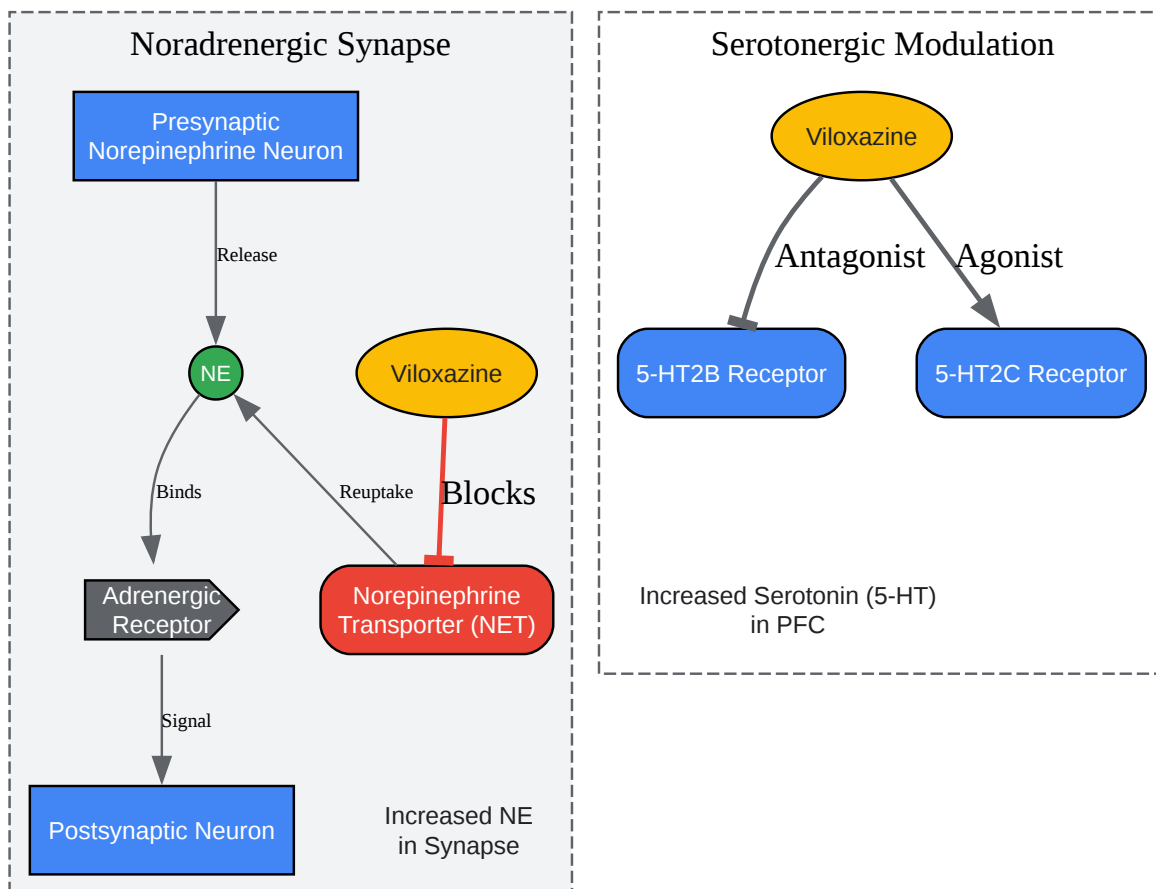 Noradrenergic Synapse
Presynaptic
Norepinephrine Neuron
Release
NE
Viloxazine
Binds
Reuptake
Blocks
Adrenergic
Receptor
Norepinephrine
Transporter (NET)
Signal
Postsynaptic Neuron
Increased NE
in Synapse
Serotonergic Modulation
Viloxazine
Antagonist
Agonist
5-HT2B Receptor
5-HT2C Receptor
Increased Serotonin (5-HT)
in PFC